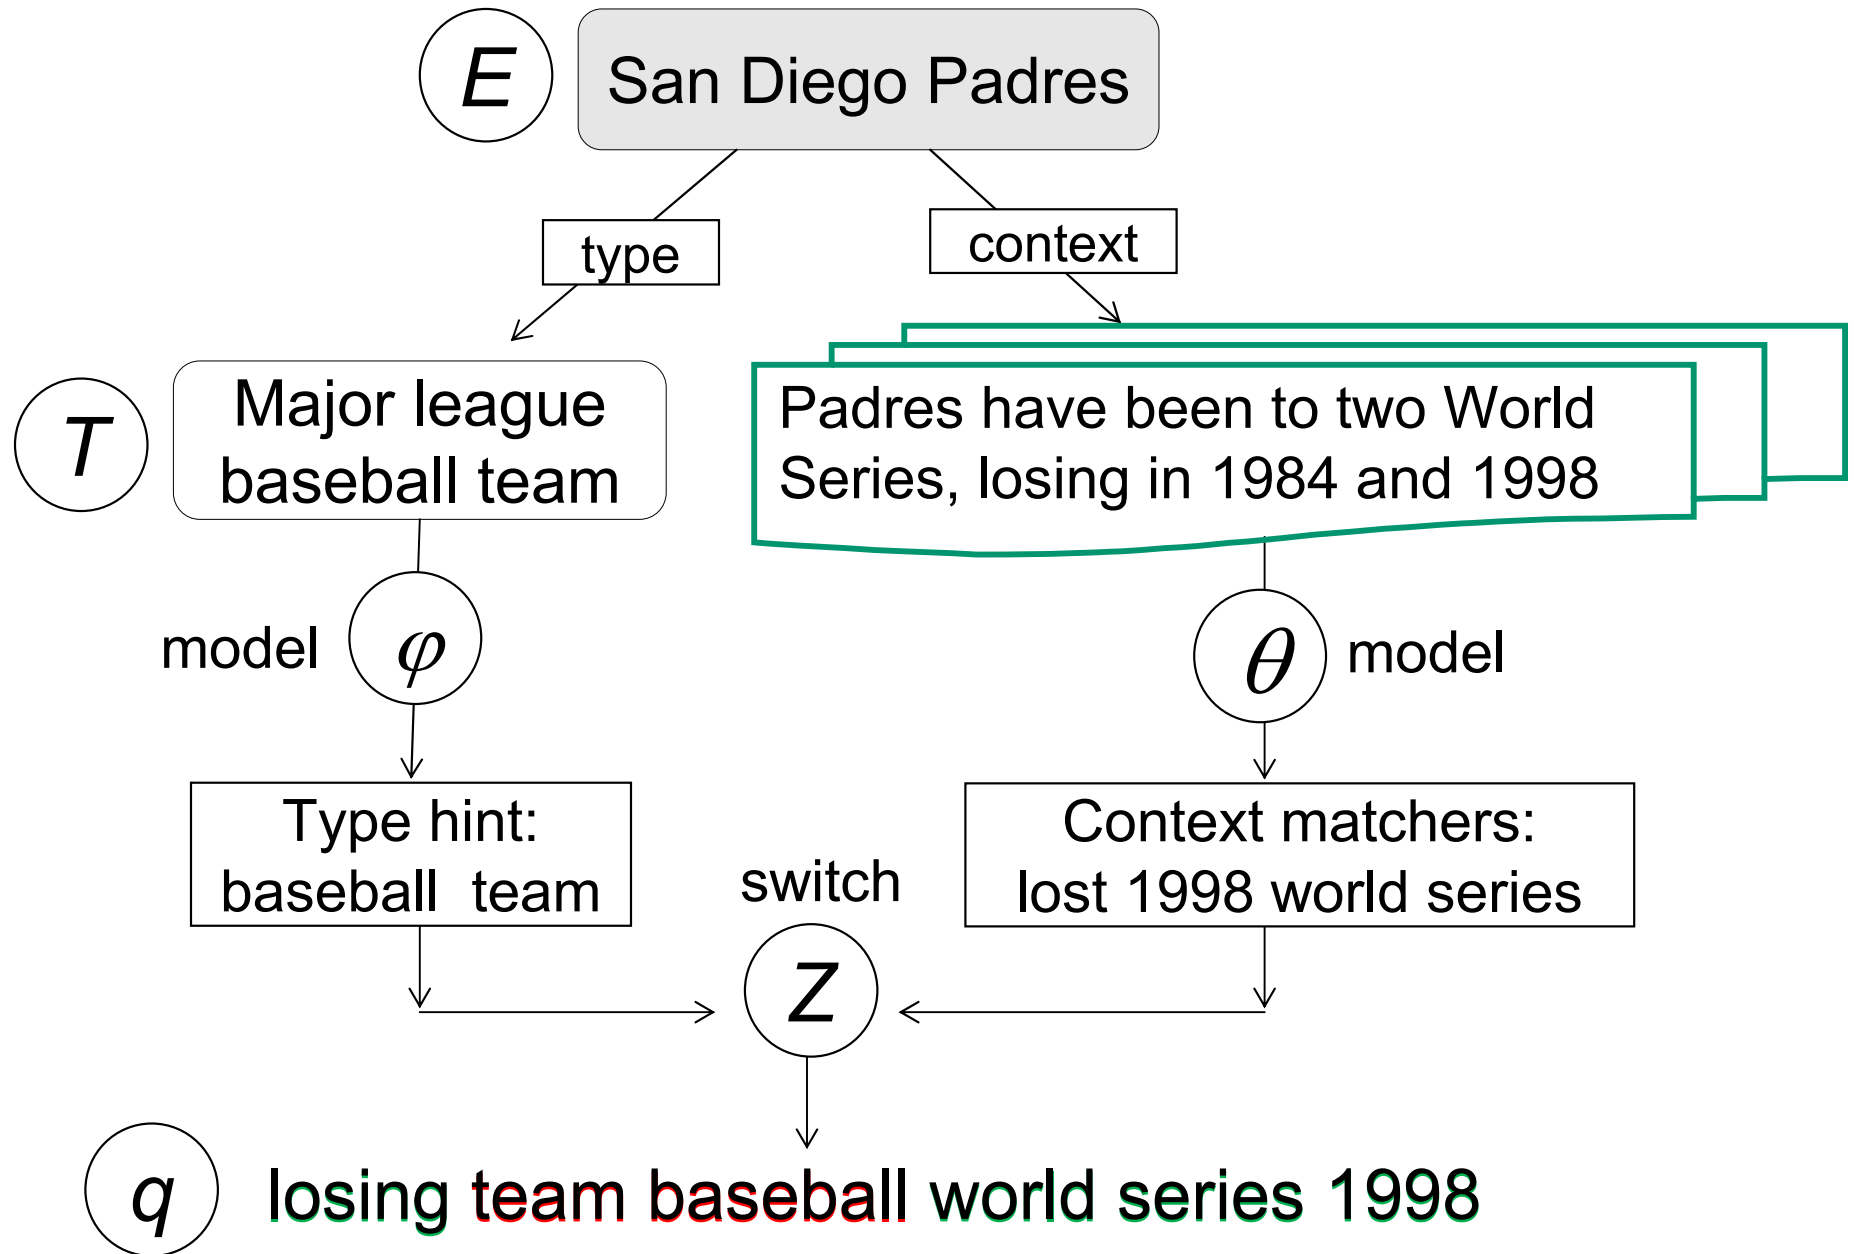 E
San Diego Padres
type
context
T
Major league
baseball team
Padres have been to two World
Series, losing in 1984 and 1998
model
φ
θ
model
Type hint:
baseball team
Context matchers:
lost 1998 world series
switch
Z
q
losing team baseball world series 1998